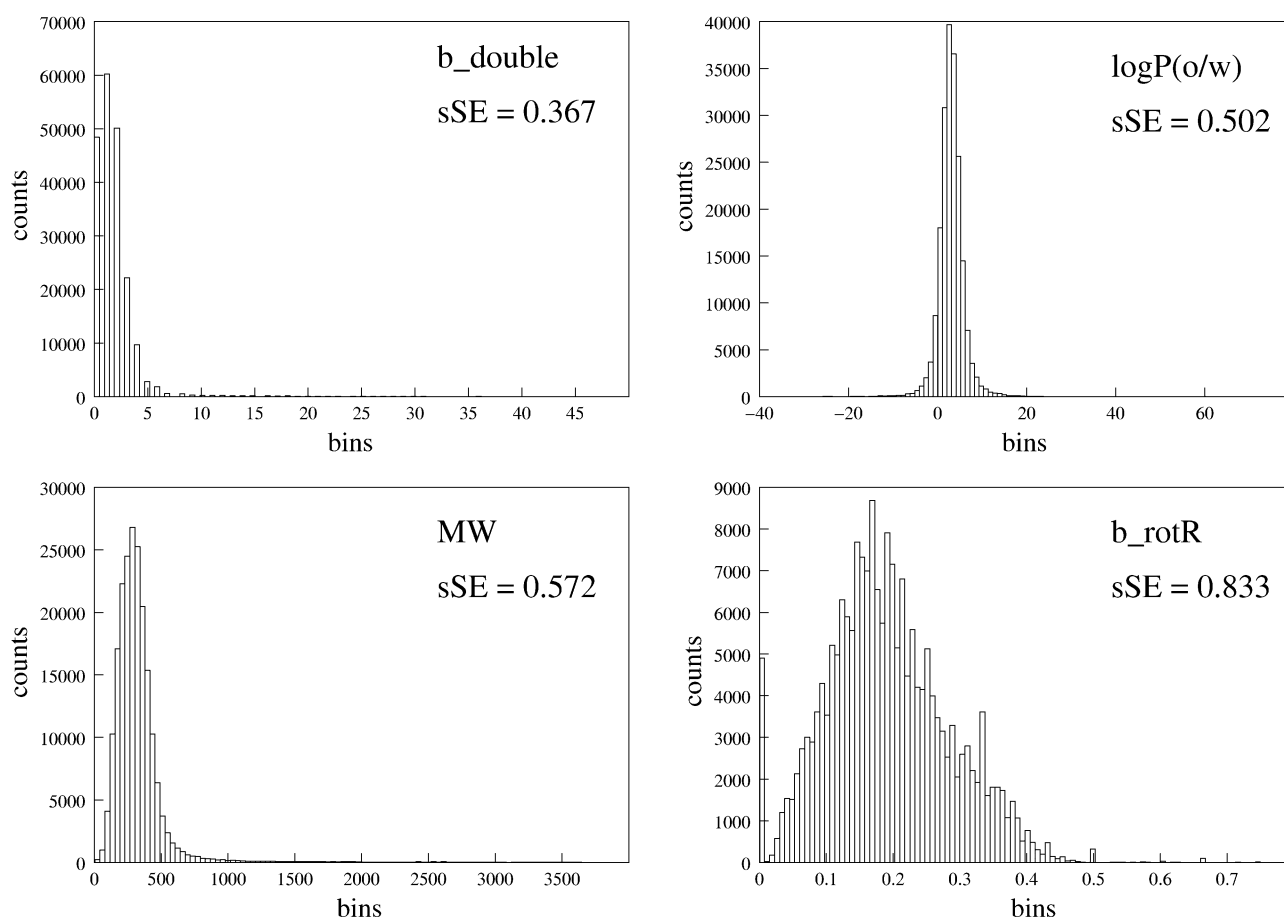 70000
60000
50000
40000
30000
20000
10000
0
counts
b_double
sSE = 0.367
0 5 10 15 20 25 30 35 40 45
bins
40000
35000
30000
25000
20000
15000
10000
5000
0
counts
logP(o/w)
sSE = 0.502
−40 −20 0 20 40 60
bins
30000
25000
20000
15000
10000
5000
0
counts
MW
sSE = 0.572
0 500 1000 1500 2000 2500 3000 3500
bins
9000
8000
7000
6000
5000
4000
3000
2000
1000
0
counts
b_rotR
sSE = 0.833
0 0.1 0.2 0.3 0.4 0.5 0.6 0.7
bins